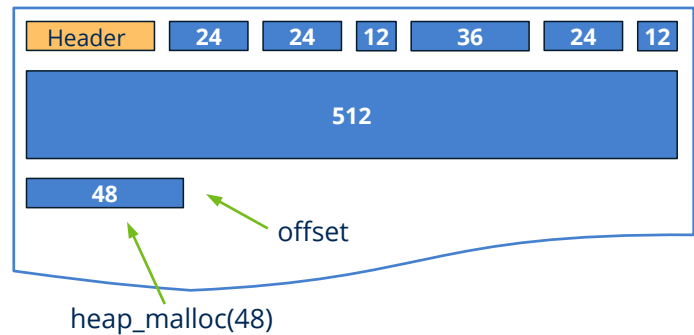 Header 24 24 12 36 24 12
512
48
offset
heap_malloc(48)